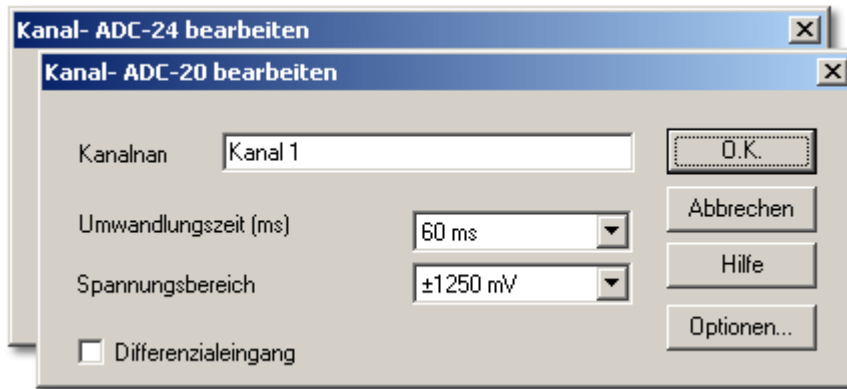 Kanal- ADC-24 bearbeiten
Kanal- ADC-20 bearbeiten
Kanalnan
Kanal 1
O.K.
Abbrechen
Umwandlungszeit (ms)
60 ms
Hilfe
Spannungsbereich
±1250 mV
Optionen...
Differenzialeingang